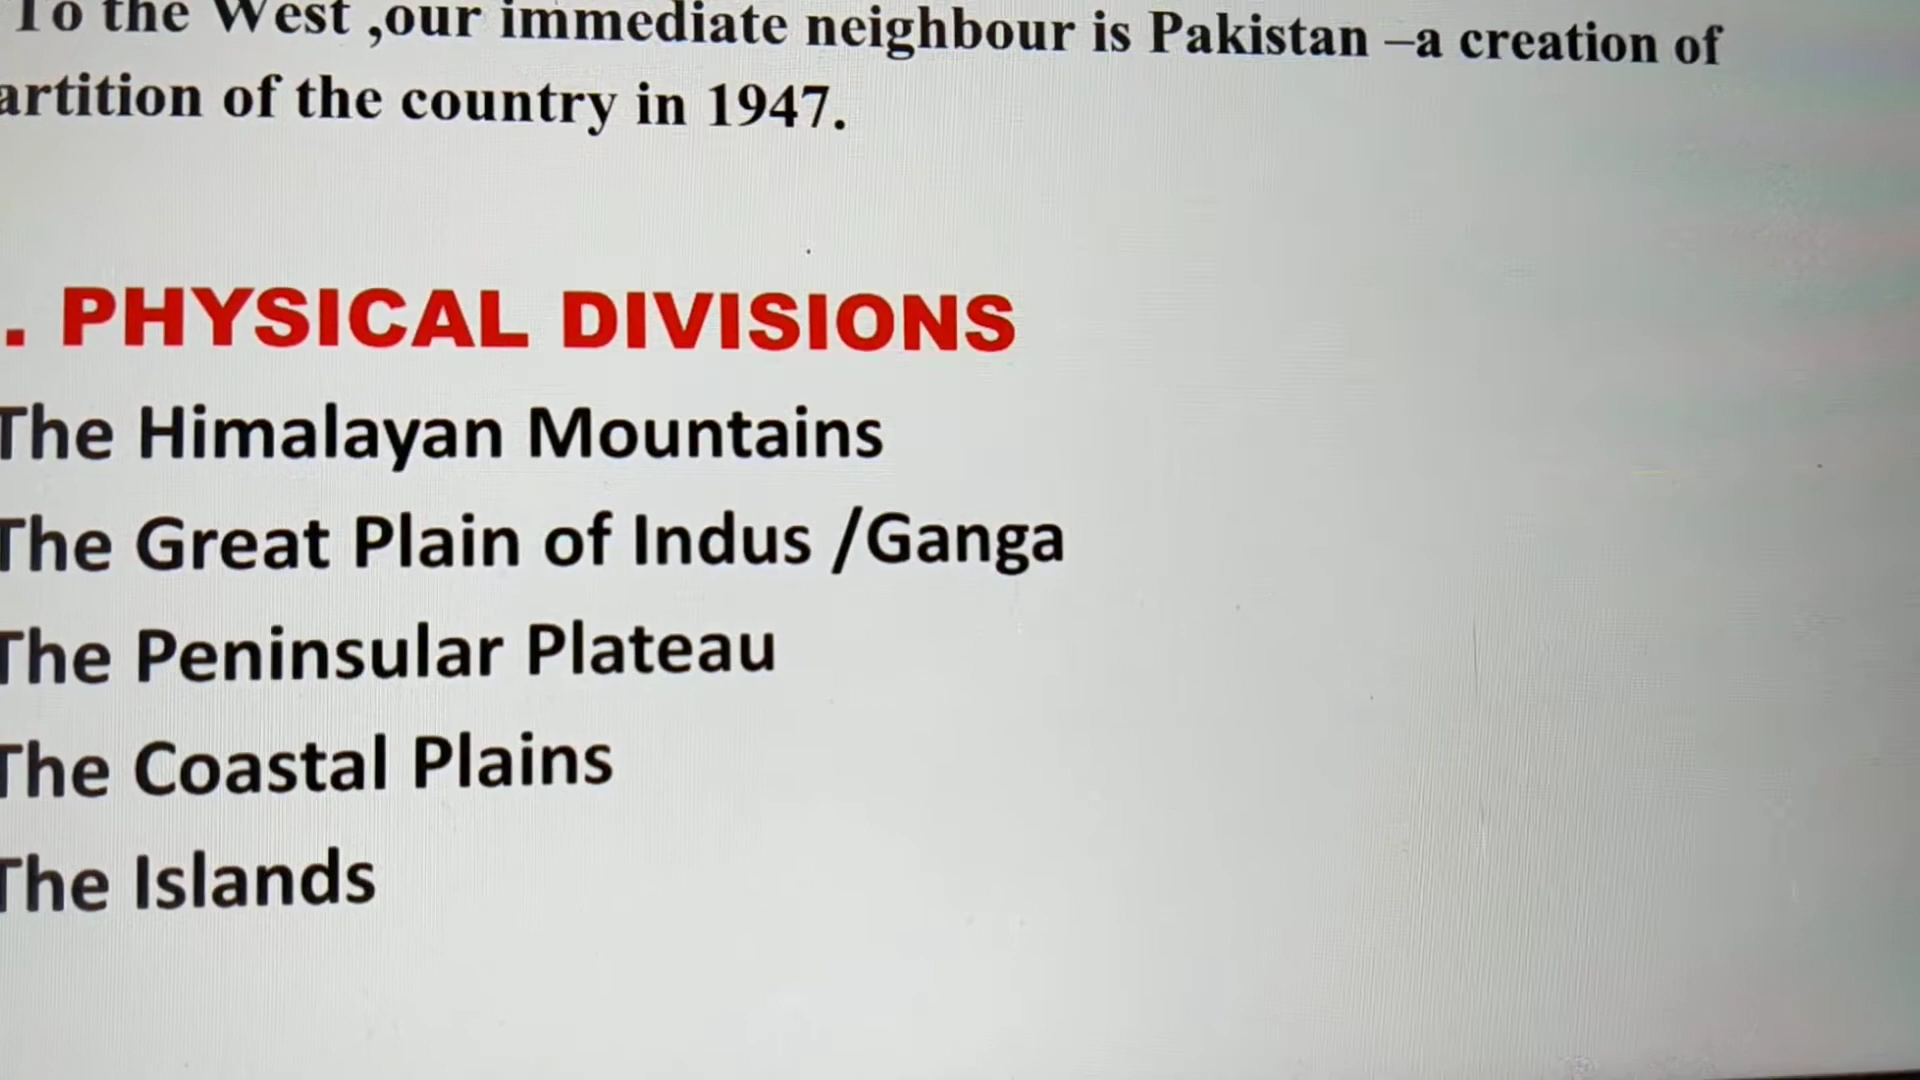 To the West ,our immediate neighbour is Pakistan –a creation of
artition of the country in 1947.
. PHYSICAL DIVISIONS
The Himalayan Mountains
The Great Plain of Indus /Ganga
The Peninsular Plateau
The Coastal Plains
The Islands